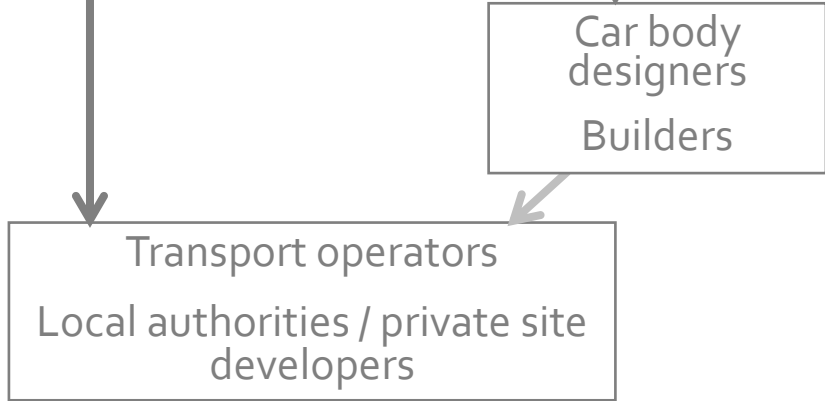 Car body
designers
Builders
Transport operators
Local authorities / private site
developers